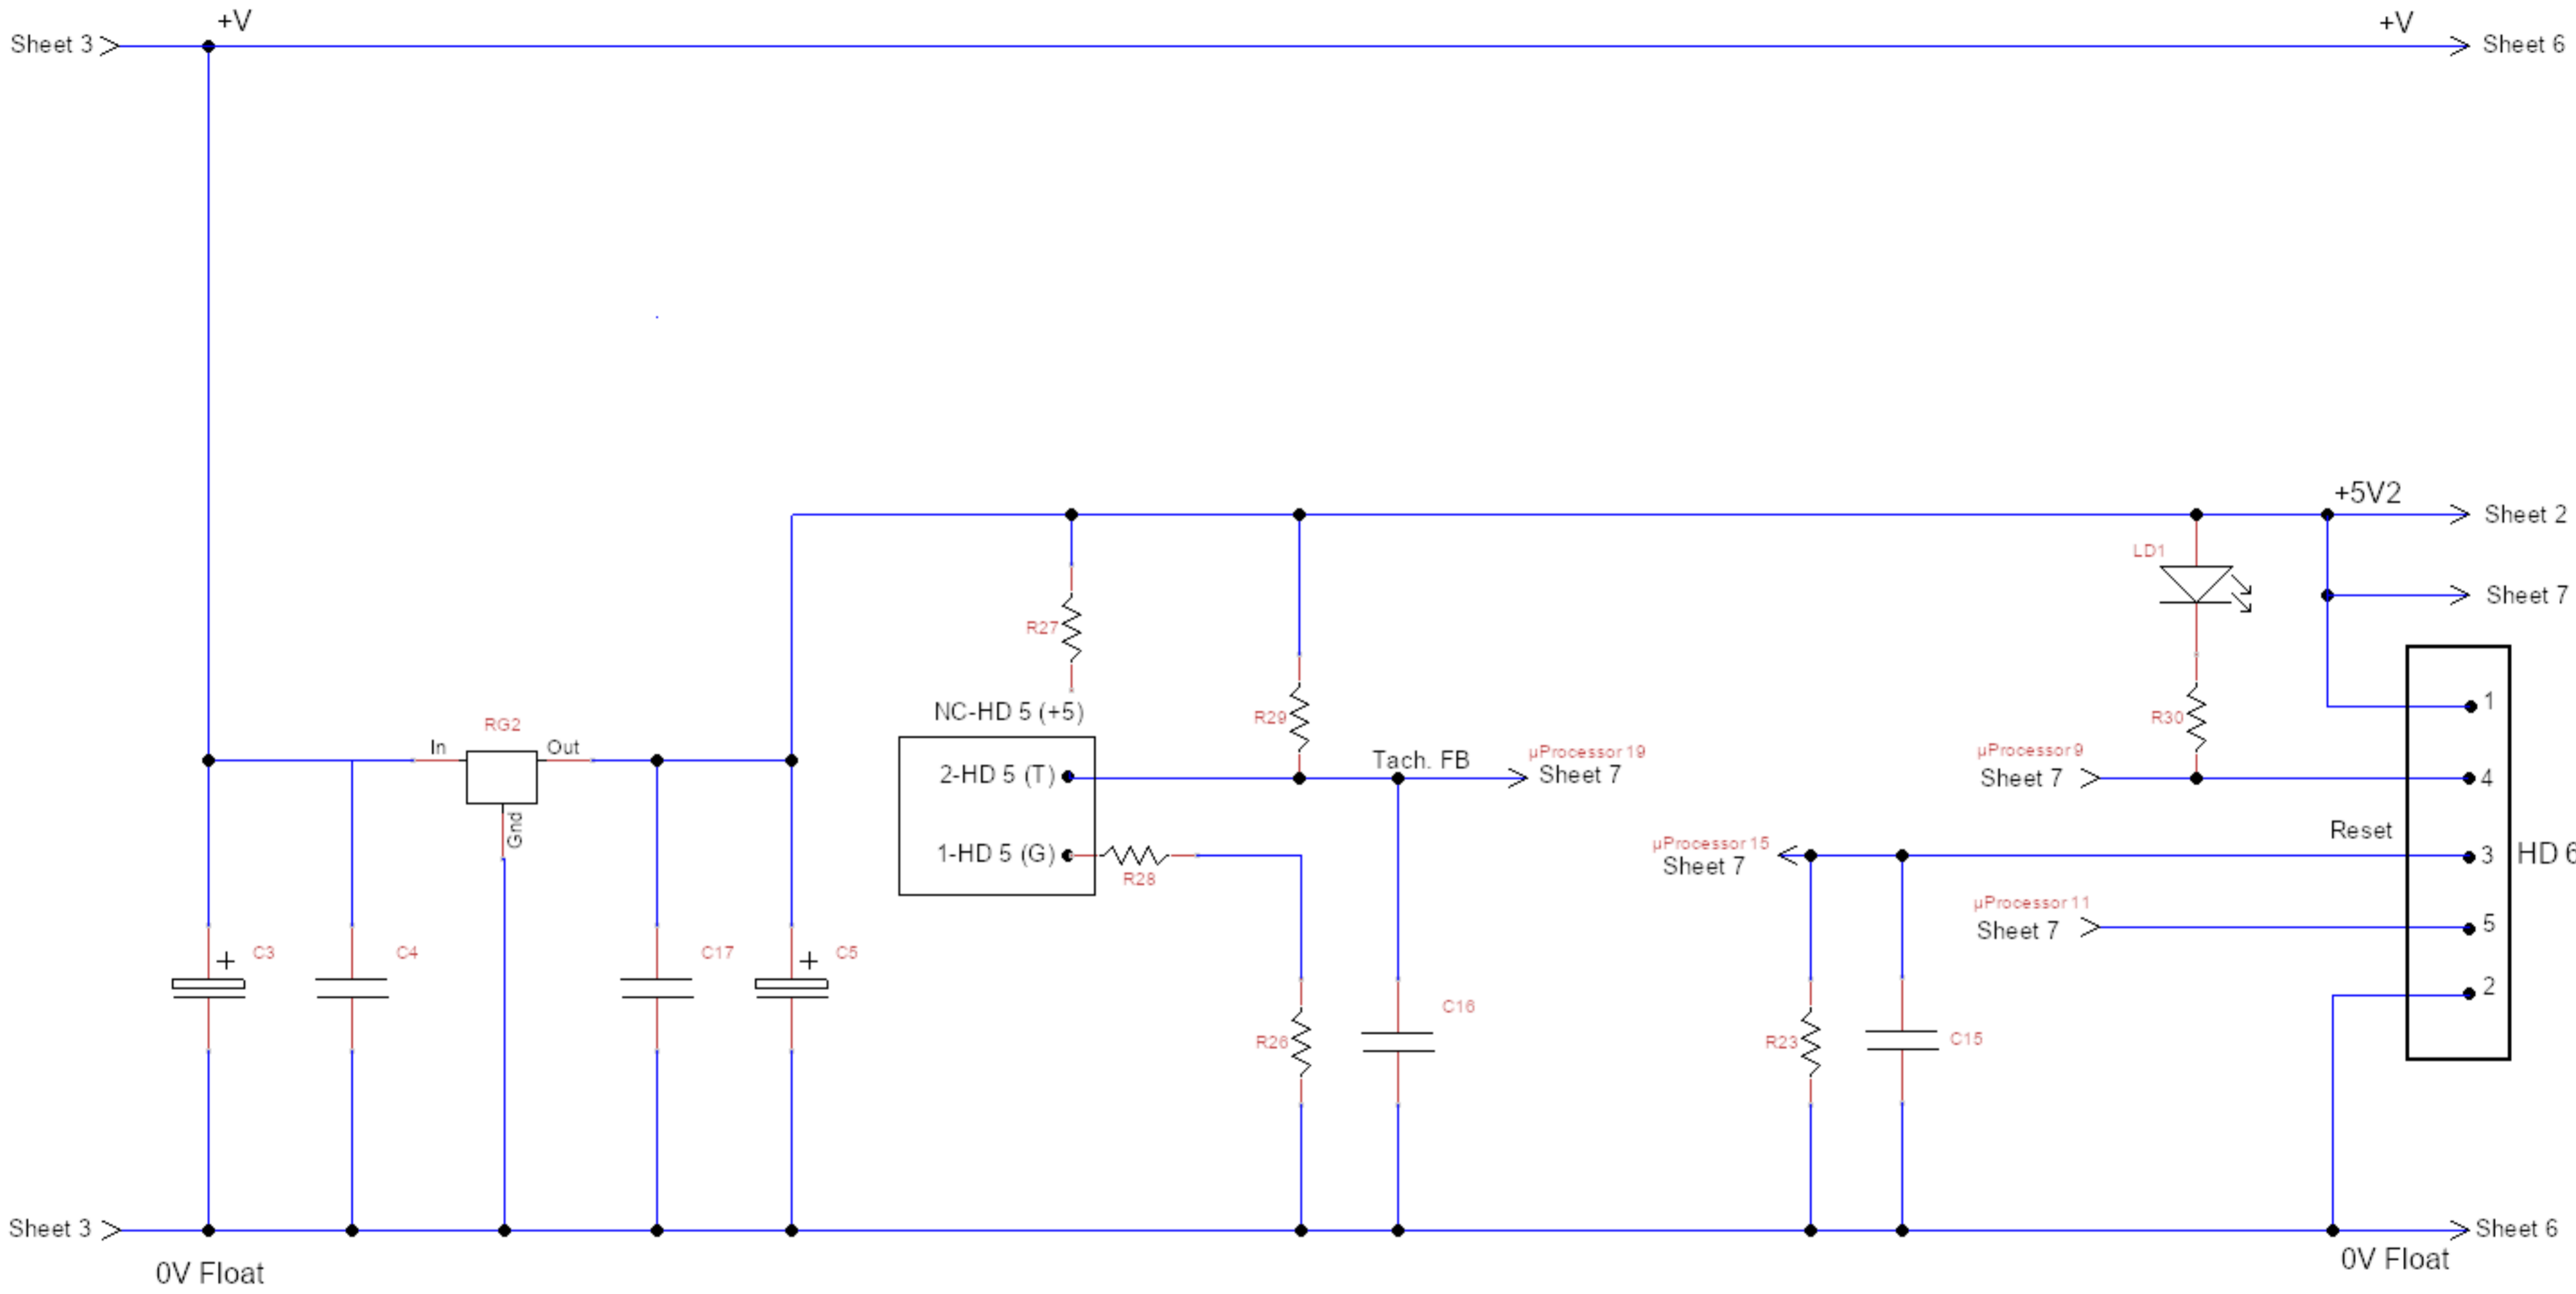 +V
+V
Sheet 3
Sheet 6
+5V2
Sheet 2
LD1
Sheet 7
R27
NC-HD 5 (+5)
R29
R30
1
RG2
In
Out
Gnd
2-HD 5 (T)
Tach. FB
µProcessor 19
Sheet 7
µProcessor 9
Sheet 7
4
Reset
1-HD 5 (G)
R28
µProcessor 15
Sheet 7
3
HD 6
µProcessor 11
Sheet 7
5
C3
C4
C17
C5
+
+
2
C16
R26
R23
C15
Sheet 3
Sheet 6
0V Float
0V Float